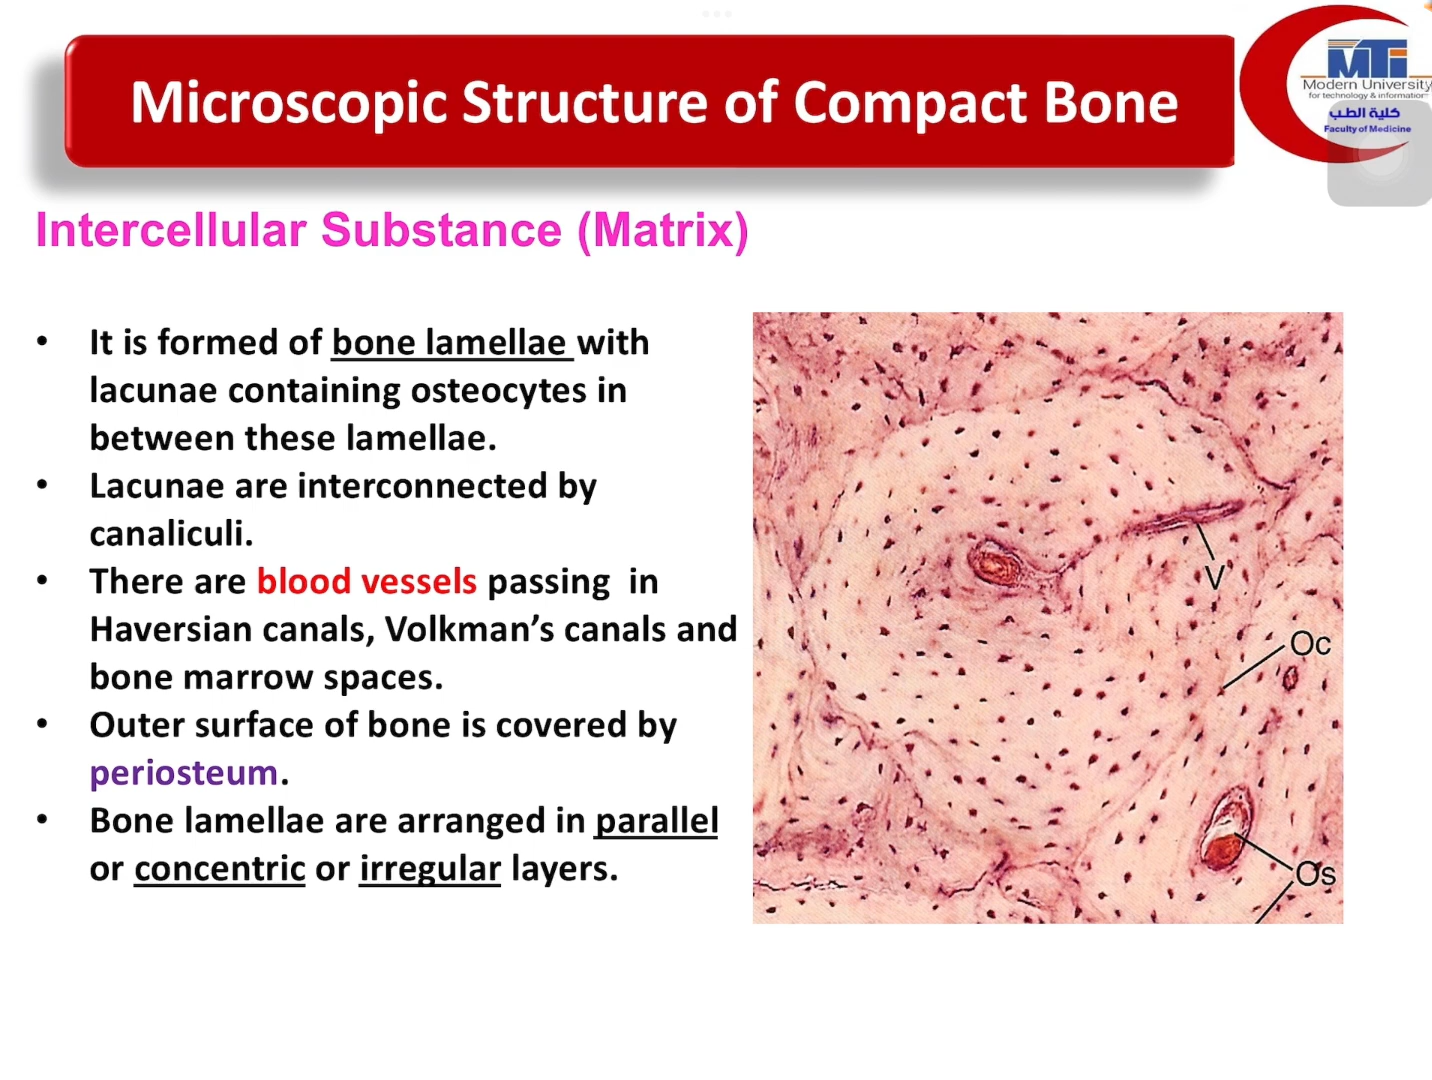 Microscopic Structure of Compact Bone
MTi
Modern University
for technology & information
كلية الطب
Faculty of Medicine
Intercellular Substance (Matrix)
• It is formed of bone lamellae with
lacunae containing osteocytes in
between these lamellae.
• Lacunae are interconnected by
canaliculi.
• There are blood vessels passing in
Haversian canals, Volkman’s canals and
bone marrow spaces.
• Outer surface of bone is covered by
periosteum.
• Bone lamellae are arranged in parallel
or concentric or irregular layers.
V
Oc
Os